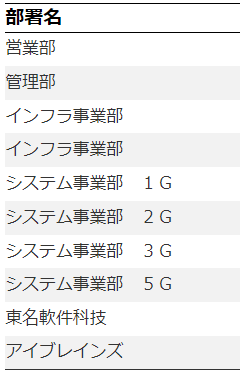 部署名
営業部
管理部
インフラ事業部
インフラ事業部
システム事業部　１Ｇ
システム事業部　２Ｇ
システム事業部　３Ｇ
システム事業部　５Ｇ
東名軟件科技
アイブレインズ